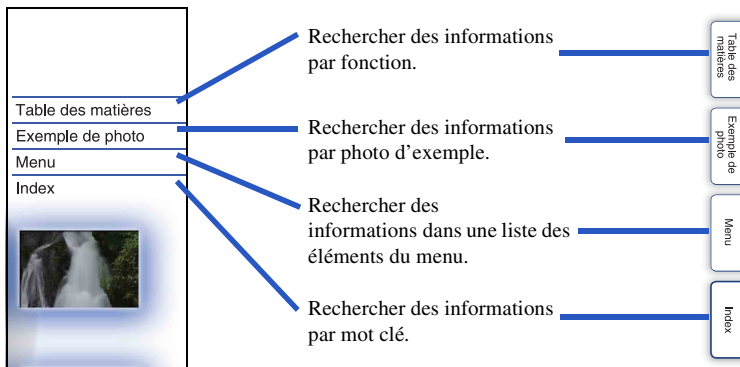 Table des matières
Exemple de photo
Menu
Index
Rechercher des informations
par fonction.
Rechercher des informations
par photo d'exemple.
Rechercher des
informations dans une liste des
éléments du menu.
Rechercher des informations
par mot clé.
Table des
matières
Exemple de
photo
Menu
Index